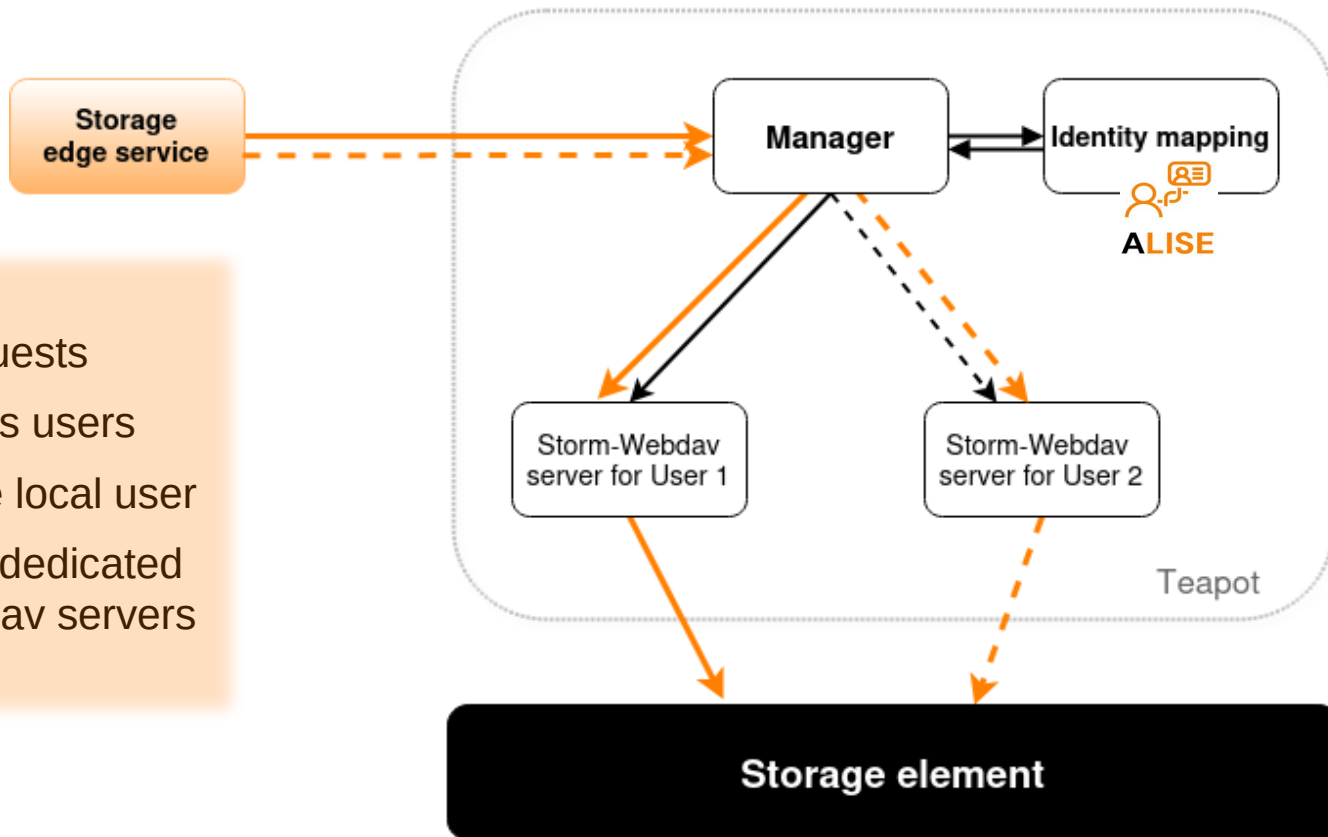 Storage
edge service
Manager
Identity mapping
ALISE
uests
s users
e local user
dedicated
av servers
Storm-Webdav
server for User 1
Storm-Webdav
server for User 2
Teapot
Storage element